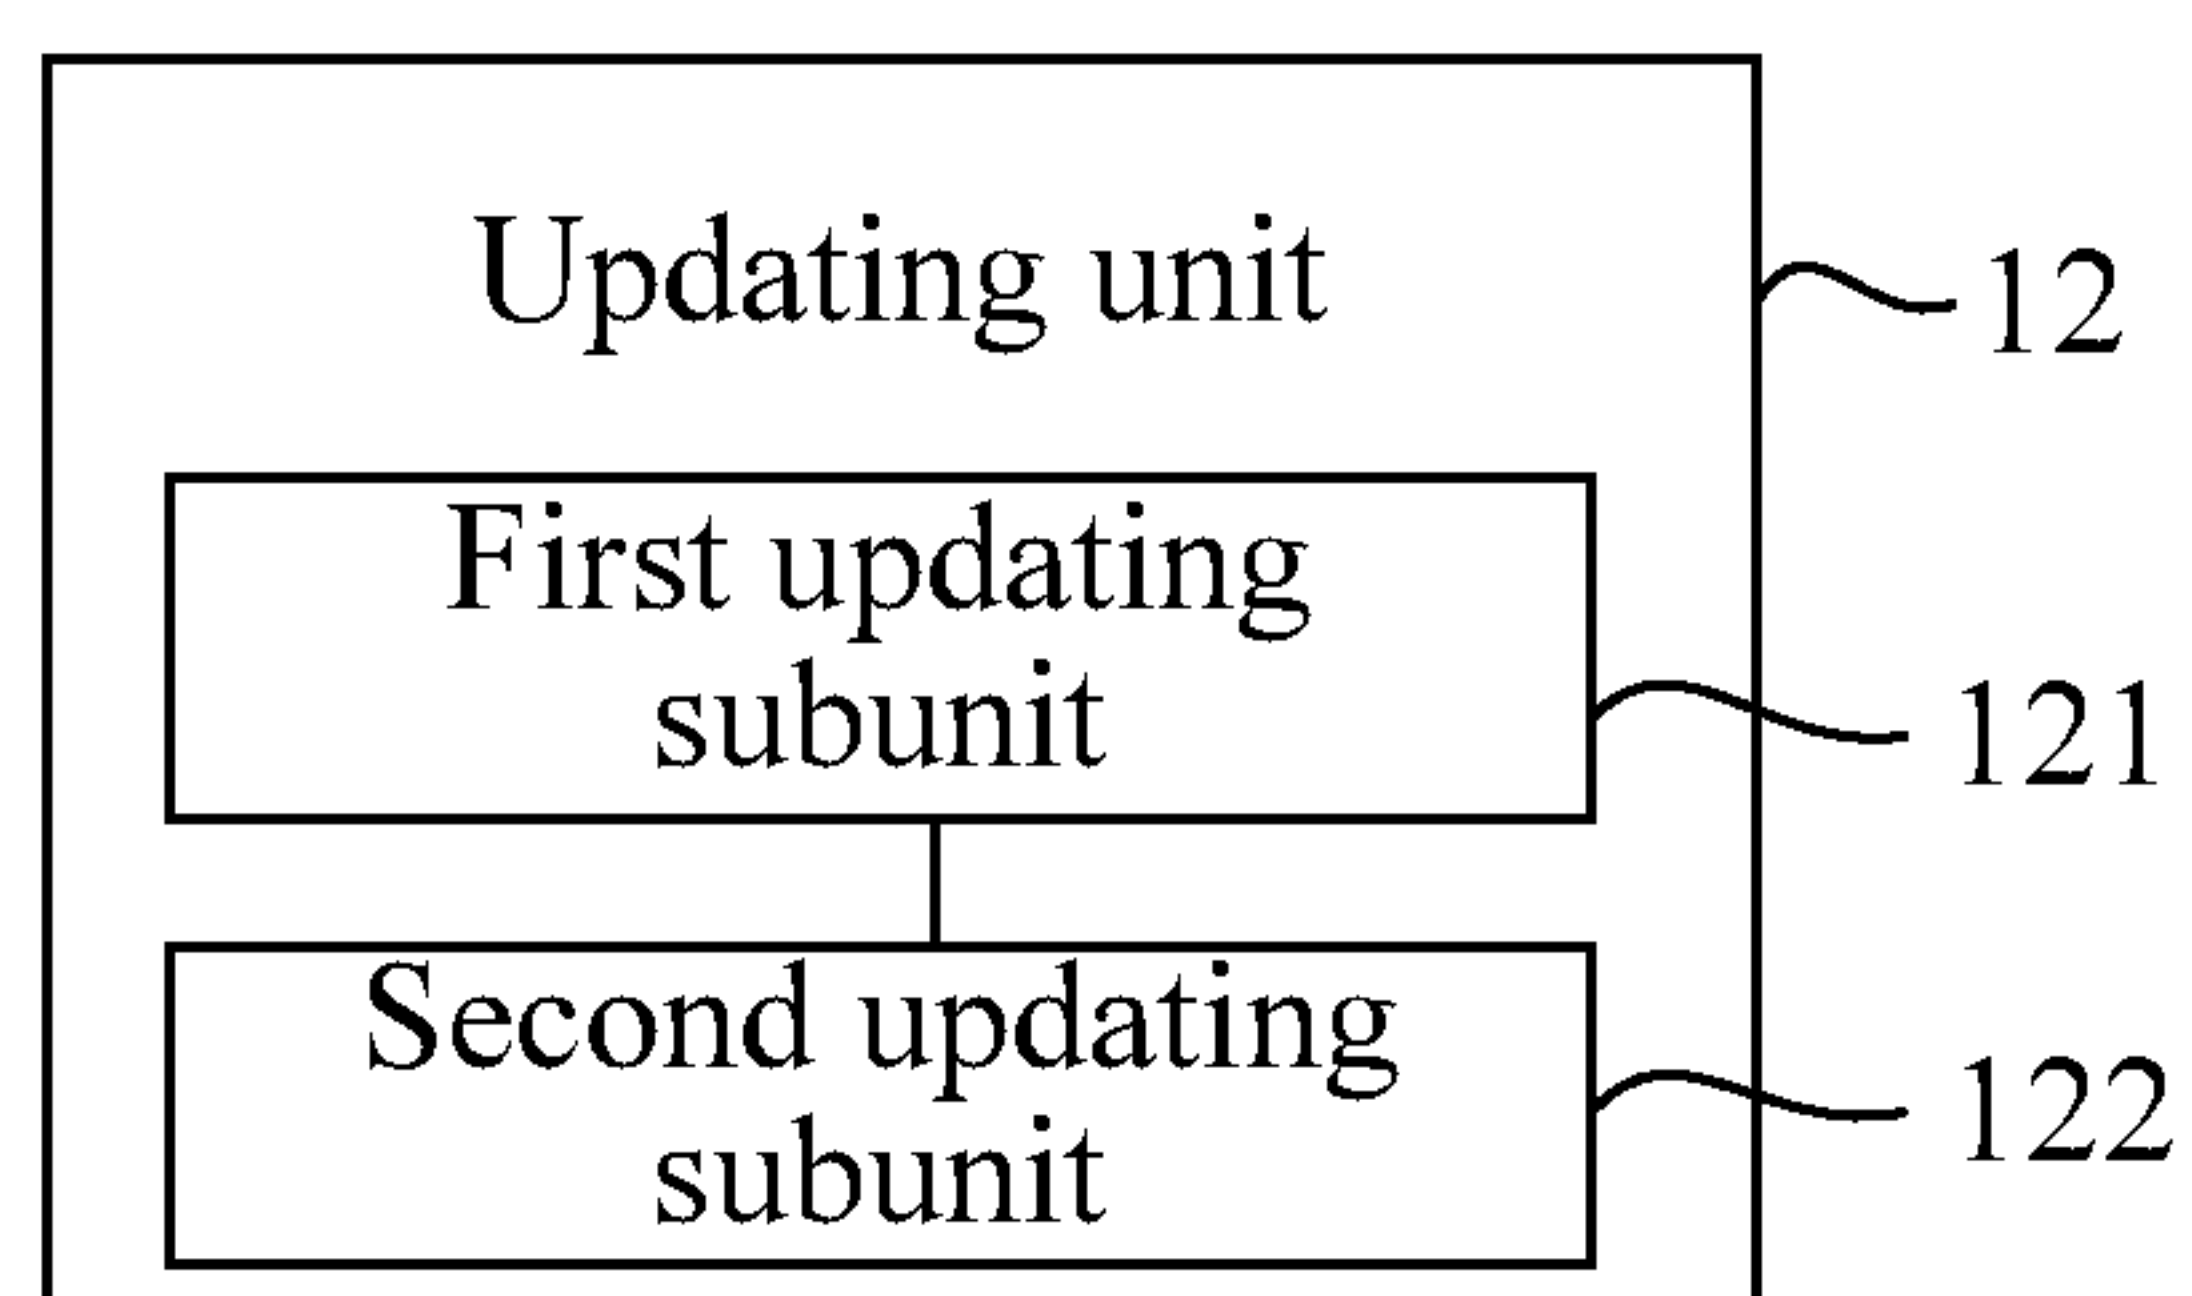 Updating unit
12
First updating
subunit
121
Second updating
subunit
122